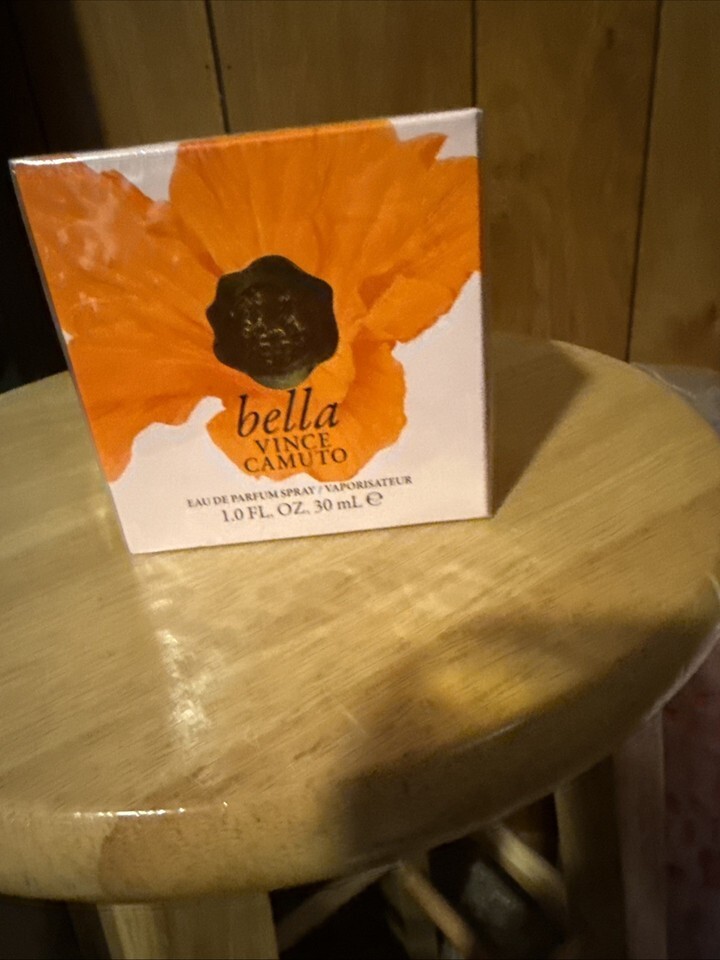 bella
VINCE
CAMUTO
EAU DE PARFUM SPRAY / VAPORISATEUR
1.0 FL. OZ. 30 mL ℮